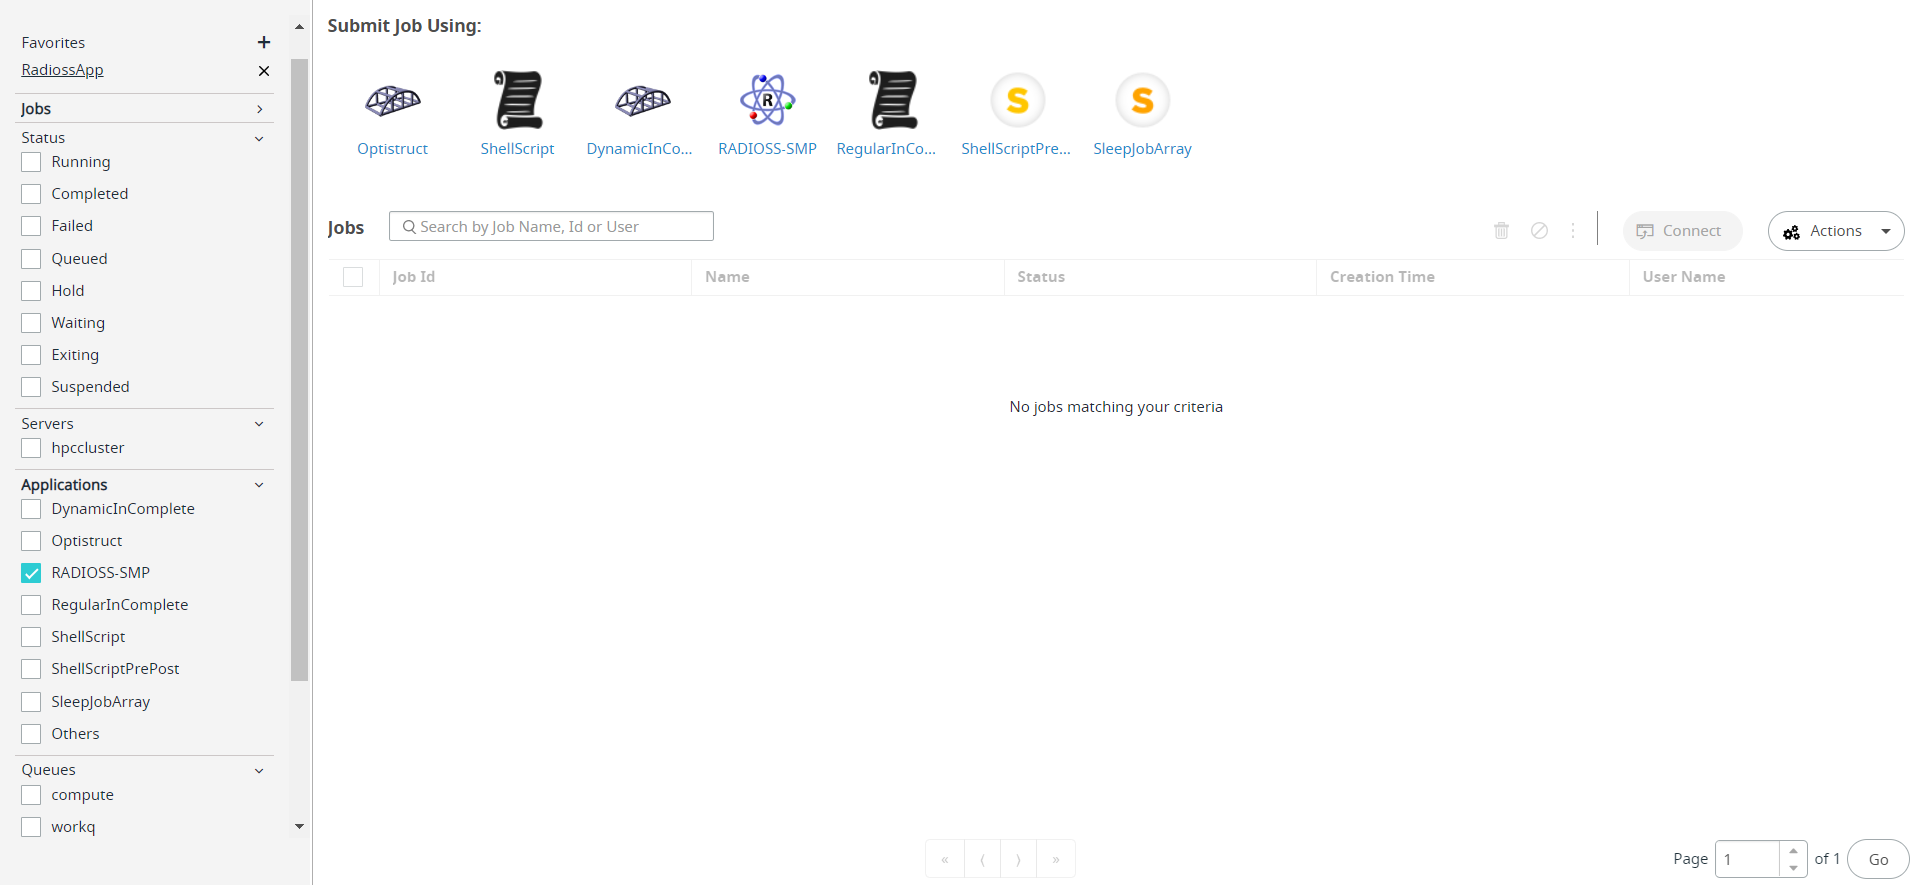 Favorites
RadiossApp
Jobs
Status
Running
Completed
Failed
Queued
Hold
Waiting
Exiting
Suspended
Servers
hpccluster
Applications
DynamicInComplete
Optistruct
RADIOSS-SMP
RegularInComplete
ShellScript
ShellScriptPrePost
SleepJobArray
Others
Queues
compute
workq
Submit Job Using:
R S S
Optistruct ShellScript DynamicInCo... RADIOSS-SMP RegularInCo... ShellScriptPre... SleepJobArray
Jobs Search by Job Name, Id or User Connect Actions
Job Id Name Status Creation Time User Name
No jobs matching your criteria
« ⟨ ⟩ » Page 1 of 1 Go